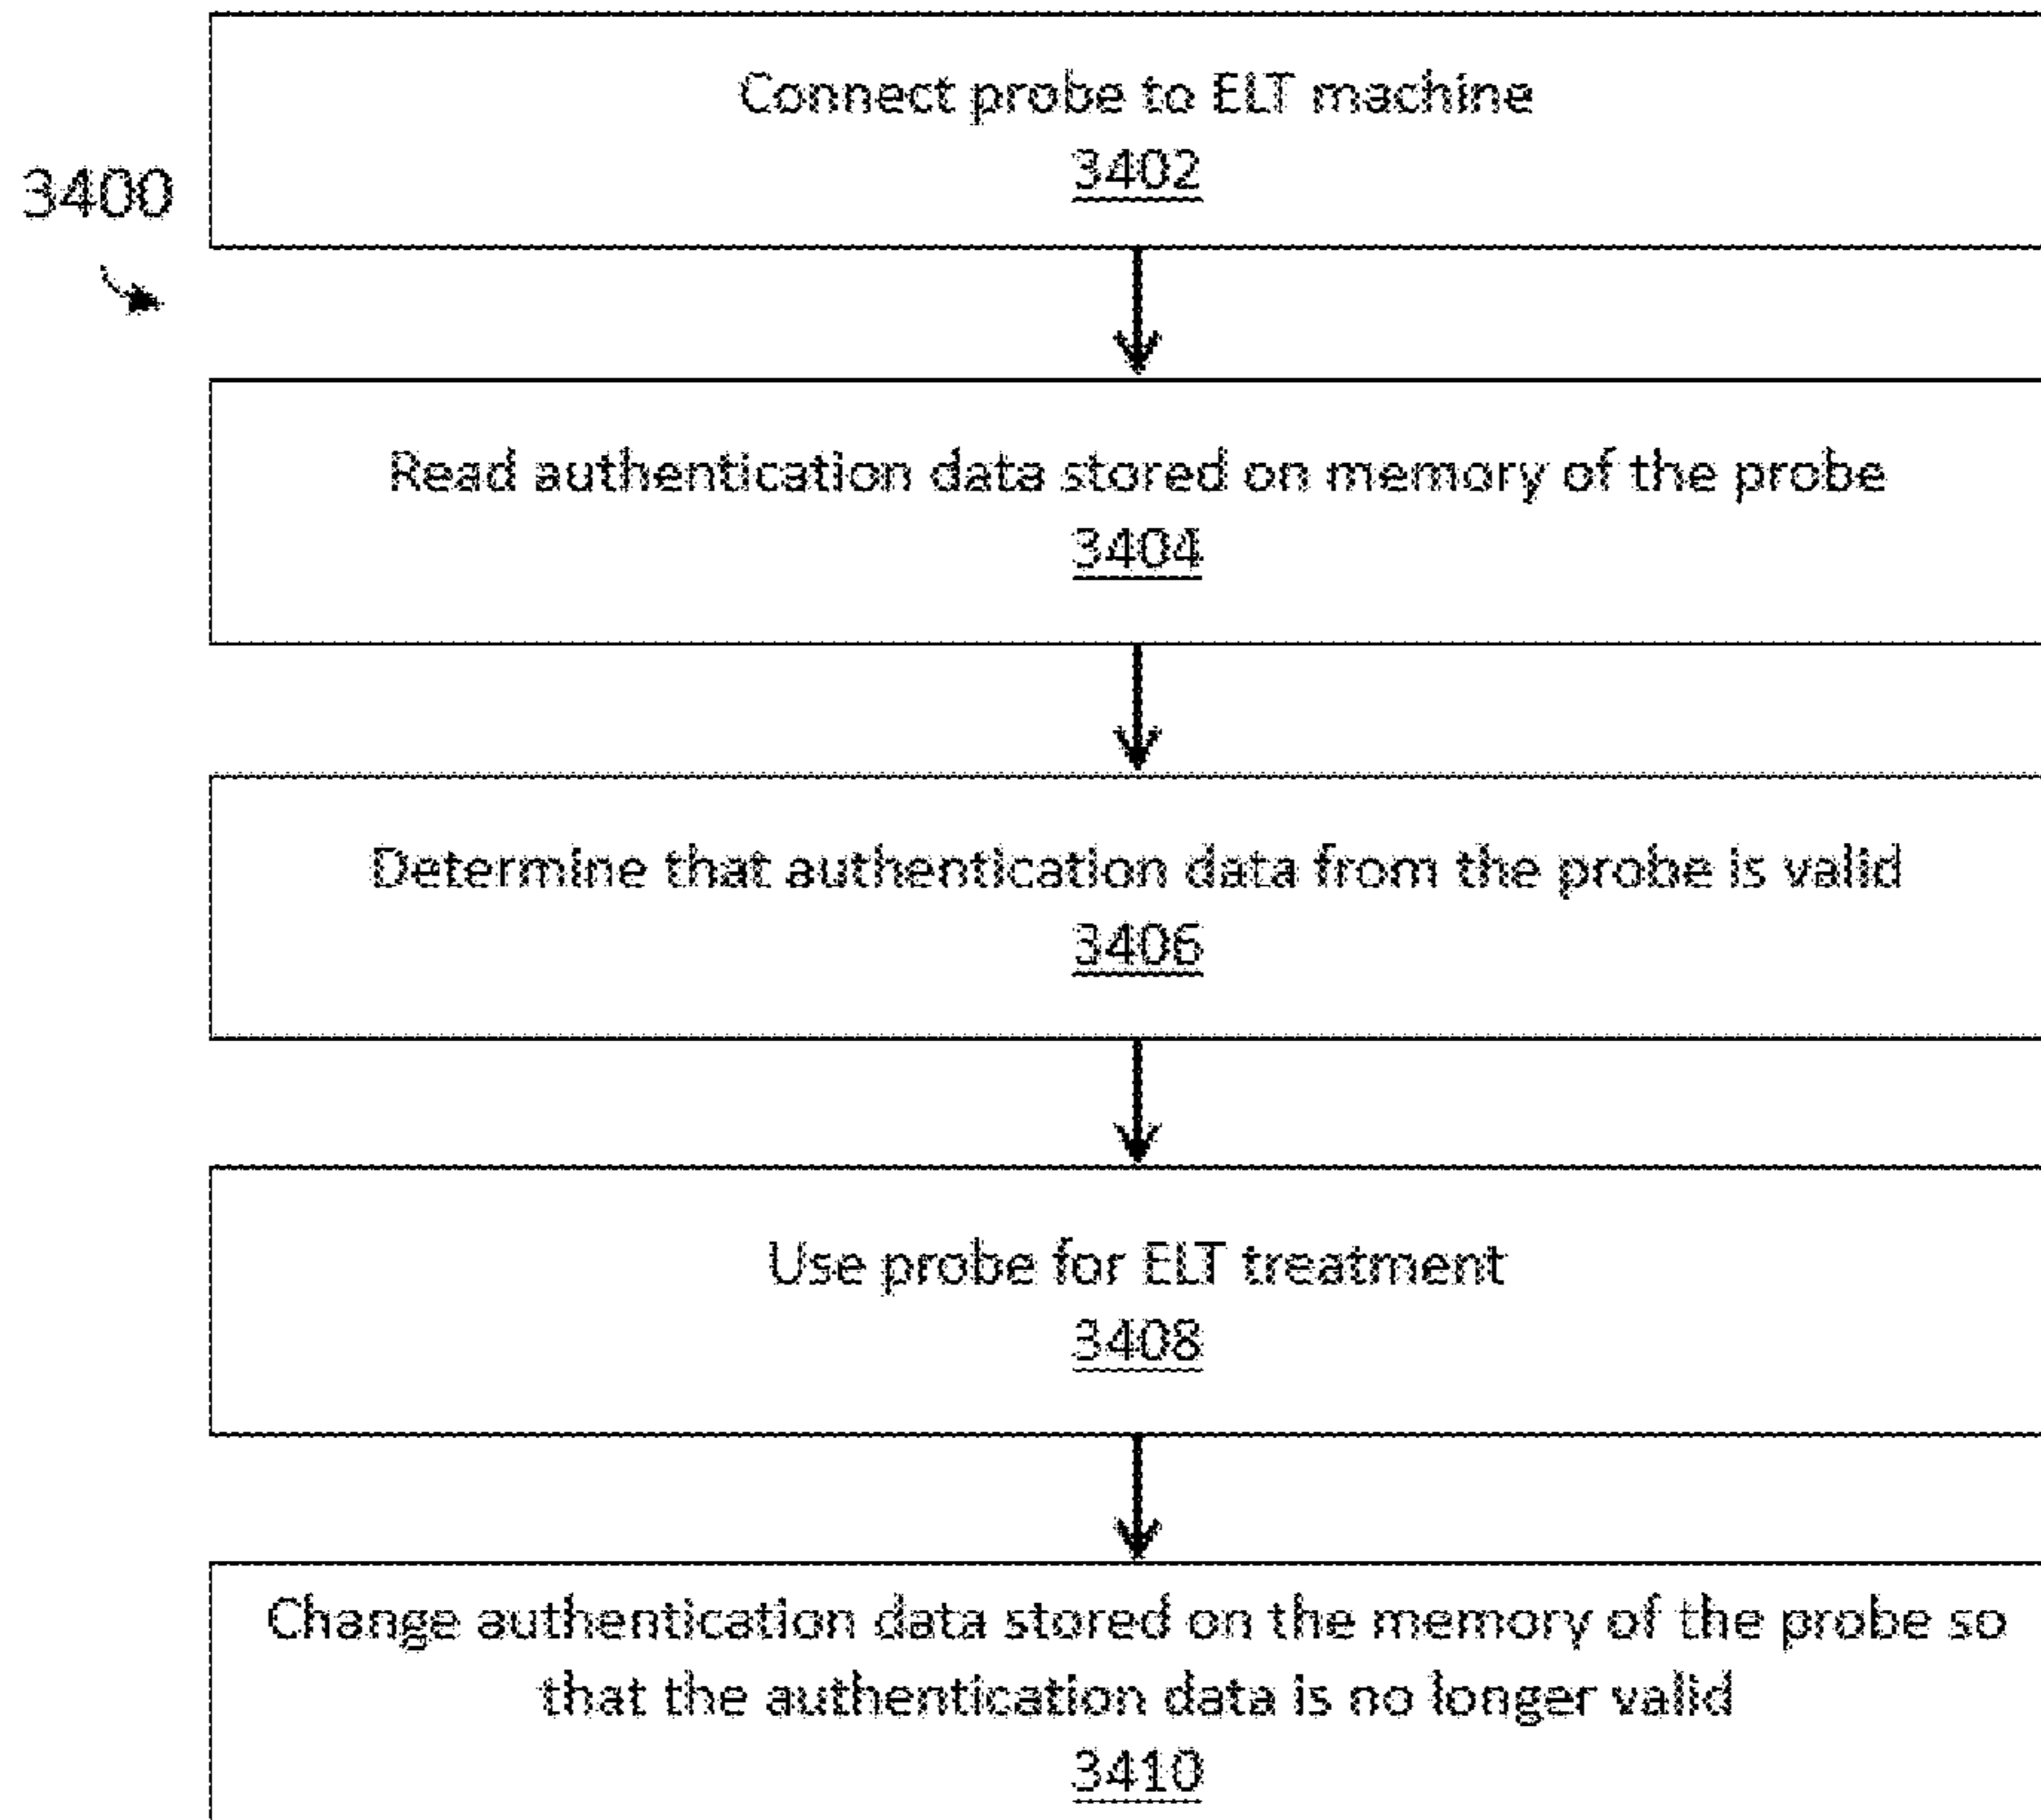 Connect probe to ELT machine
3402
3400
Read authentication data stored on memory of the probe
3404
Determine that authentication data from the probe is valid
3406
Use probe for ELT treatment
3408
Change authentication data stored on the memory of the probe so
that the authentication data is no longer valid
3410